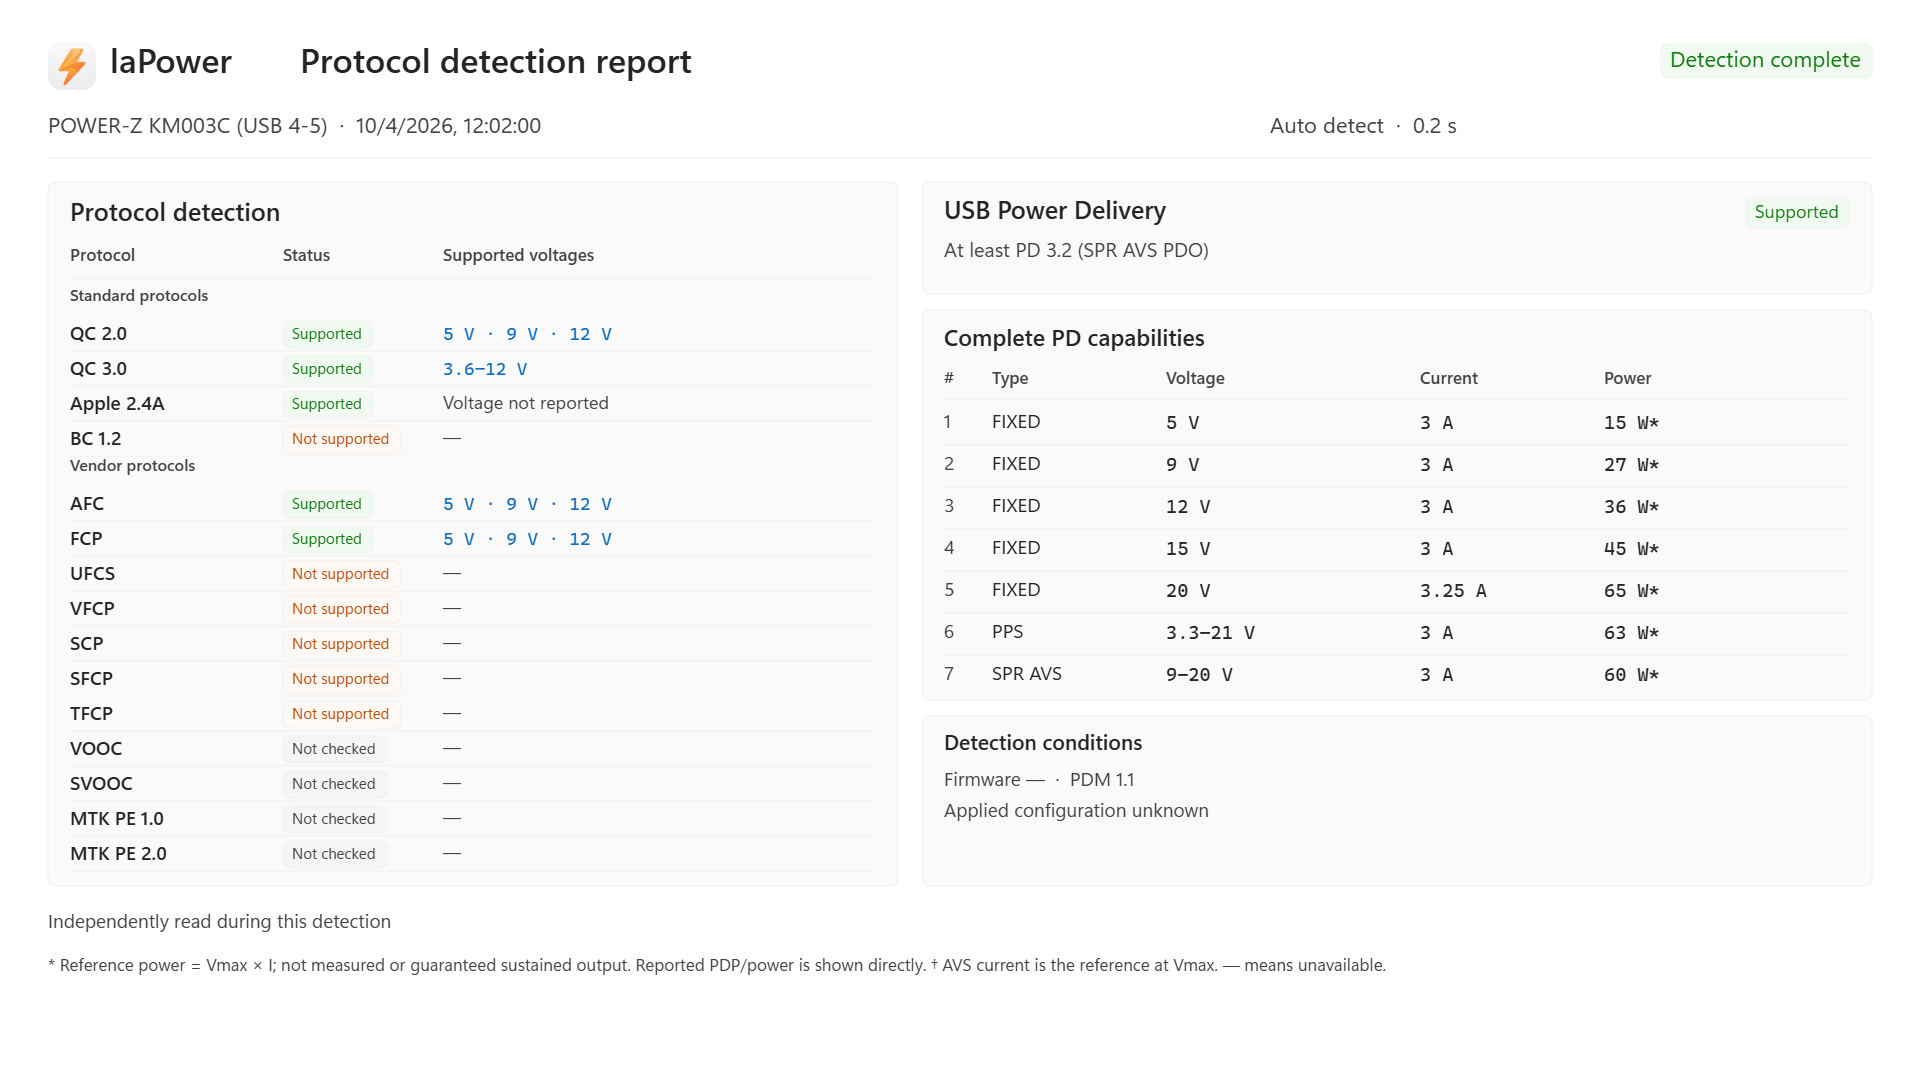 laPower Protocol detection report Detection complete
POWER-Z KM003C (USB 4-5) · 10/4/2026, 12:02:00 Auto detect · 0.2 s
Protocol detection
Protocol Status Supported voltages
Standard protocols
QC 2.0 Supported 5 V · 9 V · 12 V
QC 3.0 Supported 3.6–12 V
Apple 2.4A Supported Voltage not reported
BC 1.2 Not supported —
Vendor protocols
AFC Supported 5 V · 9 V · 12 V
FCP Supported 5 V · 9 V · 12 V
UFCS Not supported —
VFCP Not supported —
SCP Not supported —
SFCP Not supported —
TFCP Not supported —
VOOC Not checked —
SVOOC Not checked —
MTK PE 1.0 Not checked —
MTK PE 2.0 Not checked —
USB Power Delivery Supported
At least PD 3.2 (SPR AVS PDO)
Complete PD capabilities
# Type Voltage Current Power
1 FIXED 5 V 3 A 15 W*
2 FIXED 9 V 3 A 27 W*
3 FIXED 12 V 3 A 36 W*
4 FIXED 15 V 3 A 45 W*
5 FIXED 20 V 3.25 A 65 W*
6 PPS 3.3–21 V 3 A 63 W*
7 SPR AVS 9–20 V 3 A 60 W*
Detection conditions
Firmware — · PDM 1.1
Applied configuration unknown
Independently read during this detection
* Reference power = Vmax × I; not measured or guaranteed sustained output. Reported PDP/power is shown directly. † AVS current is the reference at Vmax. — means unavailable.